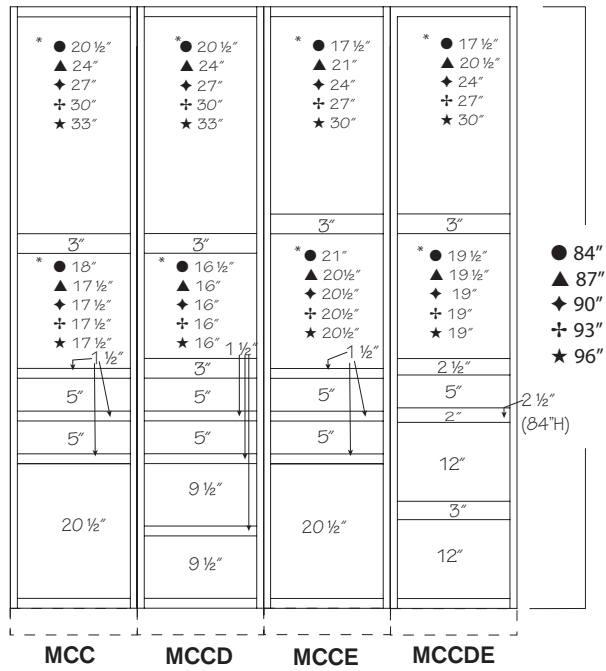 * ● 20 ½″
▲ 24″
✦ 27″
✢ 30″
★ 33″
3″
* ● 18″
▲ 17 ½″
✦ 17 ½″
✢ 17 ½″
★ 17 ½″
1 ½″
5″
5″
20 ½″
MCC
* ● 20 ½″
▲ 24″
✦ 27″
✢ 30″
★ 33″
3″
* ● 16 ½″
▲ 16″
✦ 16″
✢ 16″
★ 16″
1 ½″
3″
5″
5″
9 ½″
9 ½″
MCCD
* ● 17 ½″
▲ 21″
✦ 24″
✢ 27″
★ 30″
3″
* ● 21″
▲ 20½″
✦ 20½″
✢ 20½″
★ 20½″
1 ½″
5″
5″
20 ½″
MCCE
* ● 17 ½″
▲ 20 ½″
✦ 24″
✢ 27″
★ 30″
3″
* ● 19 ½″
▲ 19 ½″
✦ 19″
✢ 19″
★ 19″
2 ½″
5″
2″
12″
3″
12″
MCCDE
2 ½″
(84"H)
● 84″
▲ 87″
✦ 90″
✢ 93″
★ 96″